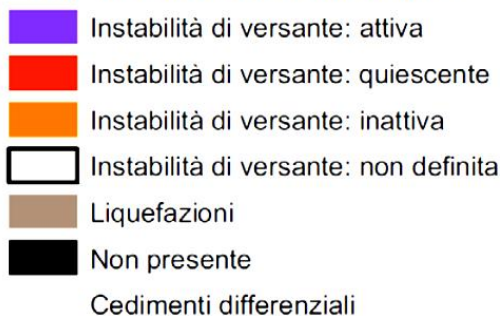 Instabilità di versante: attiva
Instabilità di versante: quiescente
Instabilità di versante: inattiva
Instabilità di versante: non definita
Liquefazioni
Non presente
Cedimenti differenziali